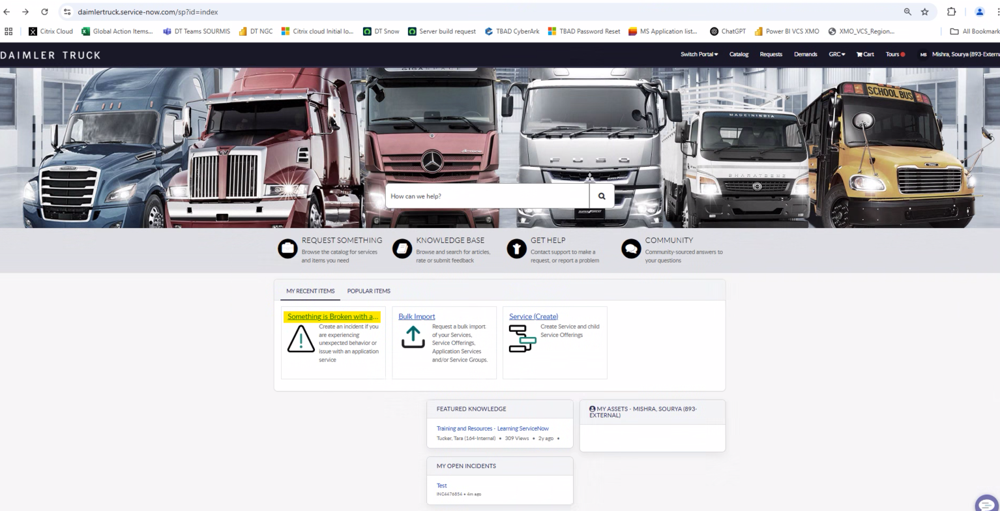 daimlertruck.service-now.com/sp?id=index
Citrix Cloud
Global Action Items...
DT Teams SOURMIS
DT NGC
Citrix cloud Initial lo...
DT Snow
Server build request
TBAD CyberArk
TBAD Password Reset
MS Application list...
ChatGPT
Power BI VCS XMO
XMO_VCS_Region...
All Bookmark
DAIMLER TRUCK
Switch Portal
Catalog
Requests
Demands
GRC
Cart
Tours
MS
Mishra, Sourya (893-Externa
GIGASPACE
SCHOOL BUS
MADEININDIA
FUSO
BHARATBENZ
How can we help?
SUPER GREAT
REQUEST SOMETHING
Browse the catalog for services
and items you need
KNOWLEDGE BASE
Browse and search for articles,
rate or submit feedback
GET HELP
Contact support to make a
request, or report a problem
COMMUNITY
Community-sourced answers to
your questions
MY RECENT ITEMS
POPULAR ITEMS
Something is Broken with a...
Create an incident if you
are experiencing
unexpected behavior or
issue with an application
service
Bulk Import
Request a bulk import
of your Services,
Service Offerings,
Application Services
and/or Service Groups.
Service (Create)
Create Service and child
Service Offerings
FEATURED KNOWLEDGE
Training and Resources - Learning ServiceNow
Tucker, Tara (164-Internal) • 309 Views • 2y ago •
MY ASSETS - MISHRA, SOURYA (893-
EXTERNAL)
MY OPEN INCIDENTS
Test
INC4476854 • 4m ago